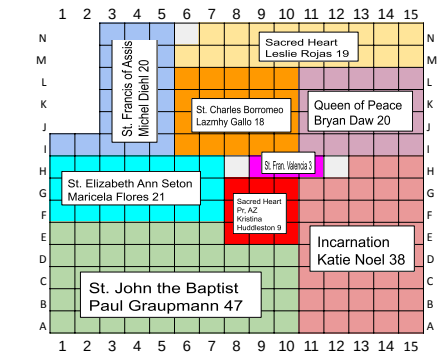 1 2 3 4 5 6 7 8 9 10 11 12 13 14 15
N N
M M
L L
K K
J J
I I
H H
G G
F F
E E
D D
C C
B B
A A
St. Francis of Assis
Michel Diehl 20
Sacred Heart
Leslie Rojas 19
St. Charles Borromeo
Lazmhy Gallo 18
Queen of Peace
Bryan Daw 20
St. Fran. Valencia 3
St. Elizabeth Ann Seton
Maricela Flores 21
Sacred Heart
Pr, AZ
Kristina
Huddleston 9
Incarnation
Katie Noel 38
St. John the Baptist
Paul Graupmann 47
1 2 3 4 5 6 7 8 9 10 11 12 13 14 15